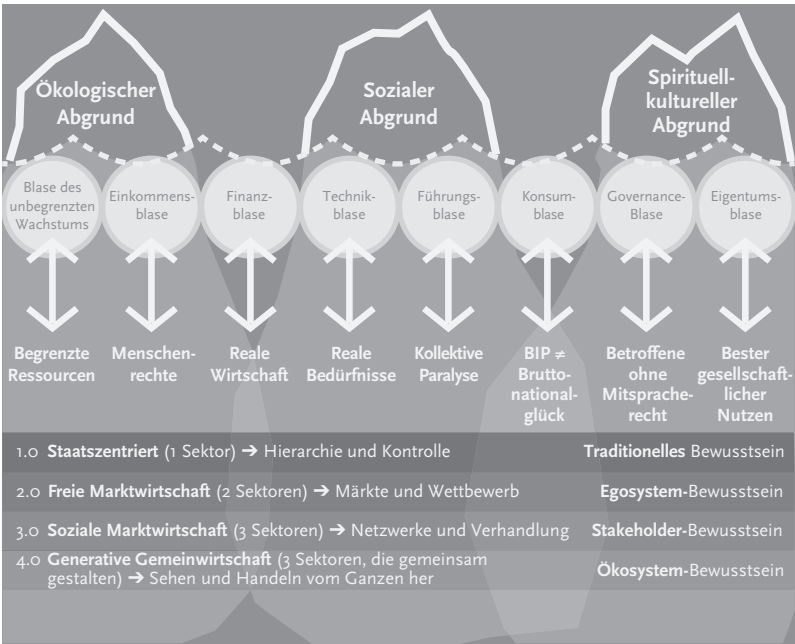 Ökologischer
Abgrund
Sozialer
Abgrund
Spirituell-
kultureller
Abgrund
Blase des
unbegrenzten
Wachstums
Einkommens-
blase
Finanz-
blase
Technik-
blase
Führungs-
blase
Konsum-
blase
Governance-
Blase
Eigentums-
blase
Begrenzte
Ressourcen
Menschen-
rechte
Reale
Wirtschaft
Reale
Bedürfnisse
Kollektive
Paralyse
BIP ≠
Brutto-
national-
glück
Betroffene
ohne
Mitsprache-
recht
Bester
gesellschaft-
licher
Nutzen
1.0 Staatszentriert (1 Sektor) ➔ Hierarchie und Kontrolle
Traditionelles Bewusstsein
2.0 Freie Marktwirtschaft (2 Sektoren) ➔ Märkte und Wettbewerb
Egosystem-Bewusstsein
3.0 Soziale Marktwirtschaft (3 Sektoren) ➔ Netzwerke und Verhandlung
Stakeholder-Bewusstsein
4.0 Generative Gemeinwirtschaft (3 Sektoren, die gemeinsam
gestalten) ➔ Sehen und Handeln vom Ganzen her
Ökosystem-Bewusstsein